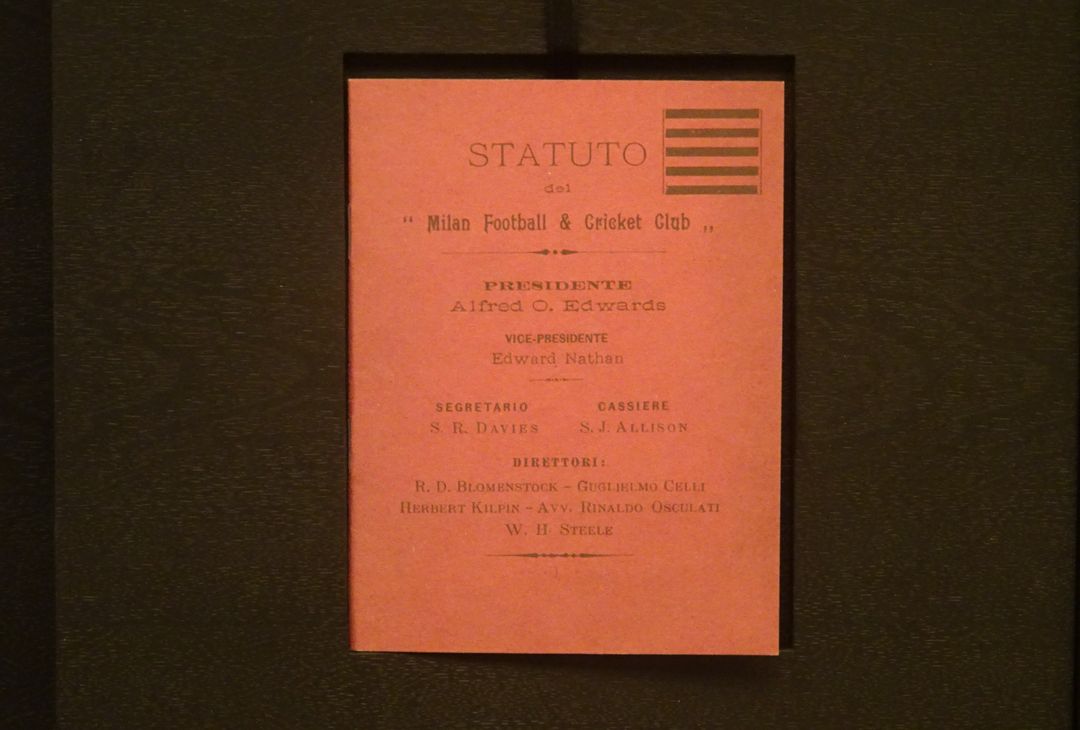 STATUTO
del
“ Milan Football & Cricket Club „
PRESIDENTE
Alfred O. Edwards
VICE-PRESIDENTE
Edward Nathan
SEGRETARIO CASSIERE
S. R. DAVIES S. J. ALLISON
DIRETTORI:
R. D. BLOMENSTOCK - GUGLIELMO CELLI
HERBERT KILPIN - AVV. RINALDO OSCULATI
W. H. STEELE